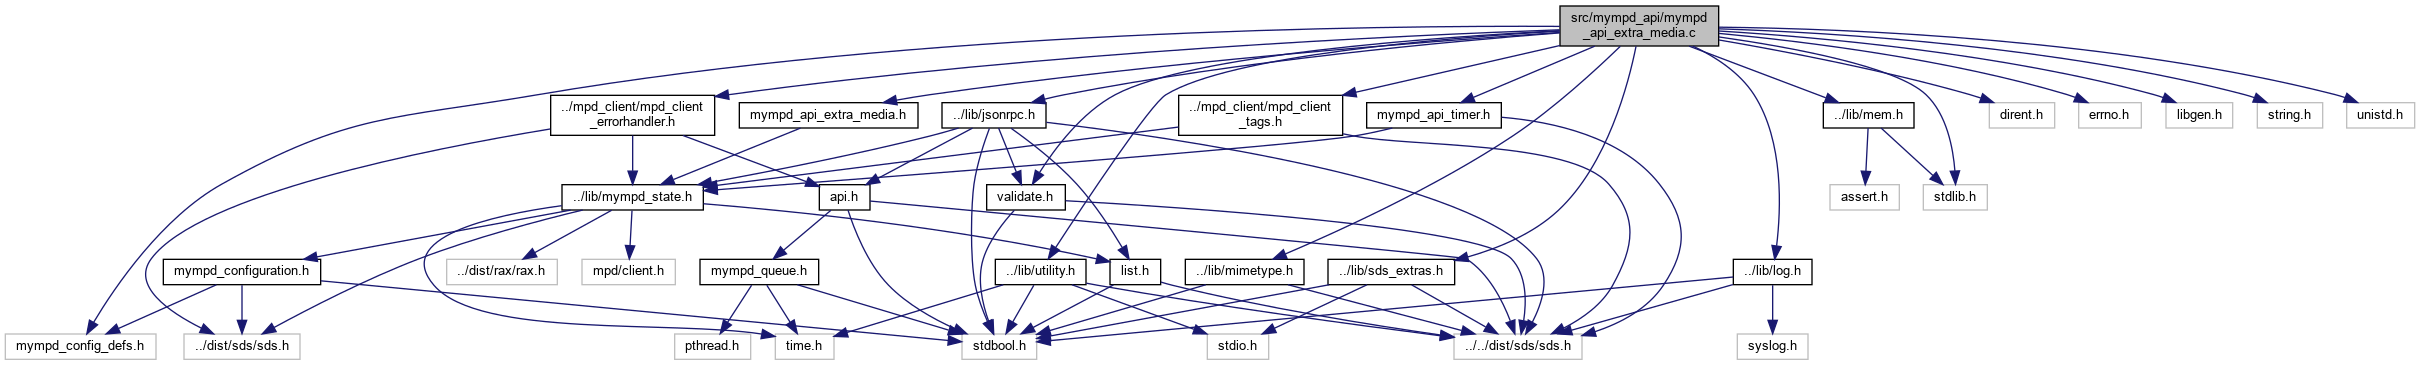 src/mympd_api/mympd
_api_extra_media.c
../mpd_client/mpd_client
_errorhandler.h
mympd_api_extra_media.h
../lib/jsonrpc.h
../mpd_client/mpd_client
_tags.h
mympd_api_timer.h
../lib/mem.h
dirent.h
errno.h
libgen.h
string.h
unistd.h
../lib/mympd_state.h
api.h
validate.h
assert.h
stdlib.h
mympd_configuration.h
../dist/rax/rax.h
mpd/client.h
mympd_queue.h
../lib/utility.h
list.h
../lib/mimetype.h
../lib/sds_extras.h
../lib/log.h
mympd_config_defs.h
../dist/sds/sds.h
pthread.h
time.h
stdbool.h
stdio.h
../../dist/sds/sds.h
syslog.h